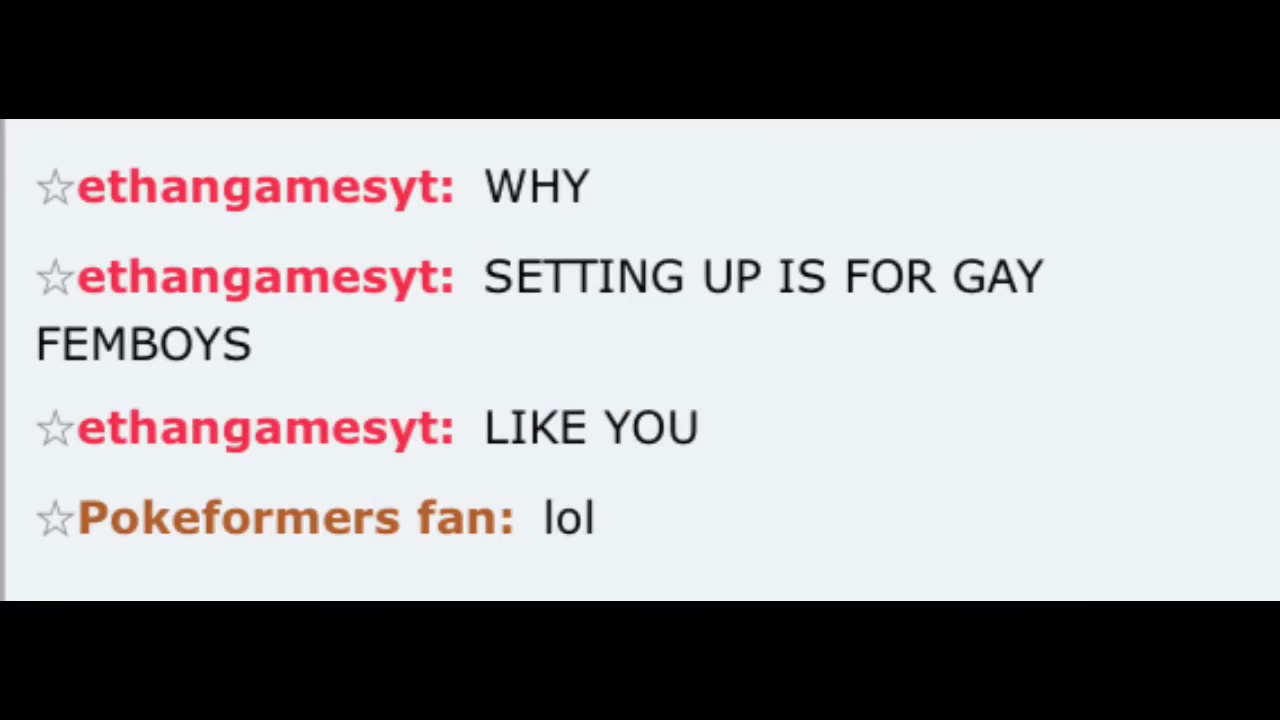 ☆ethangamesyt: WHY
☆ethangamesyt: SETTING UP IS FOR GAY
FEMBOYS
☆ethangamesyt: LIKE YOU
☆Pokeformers fan: lol